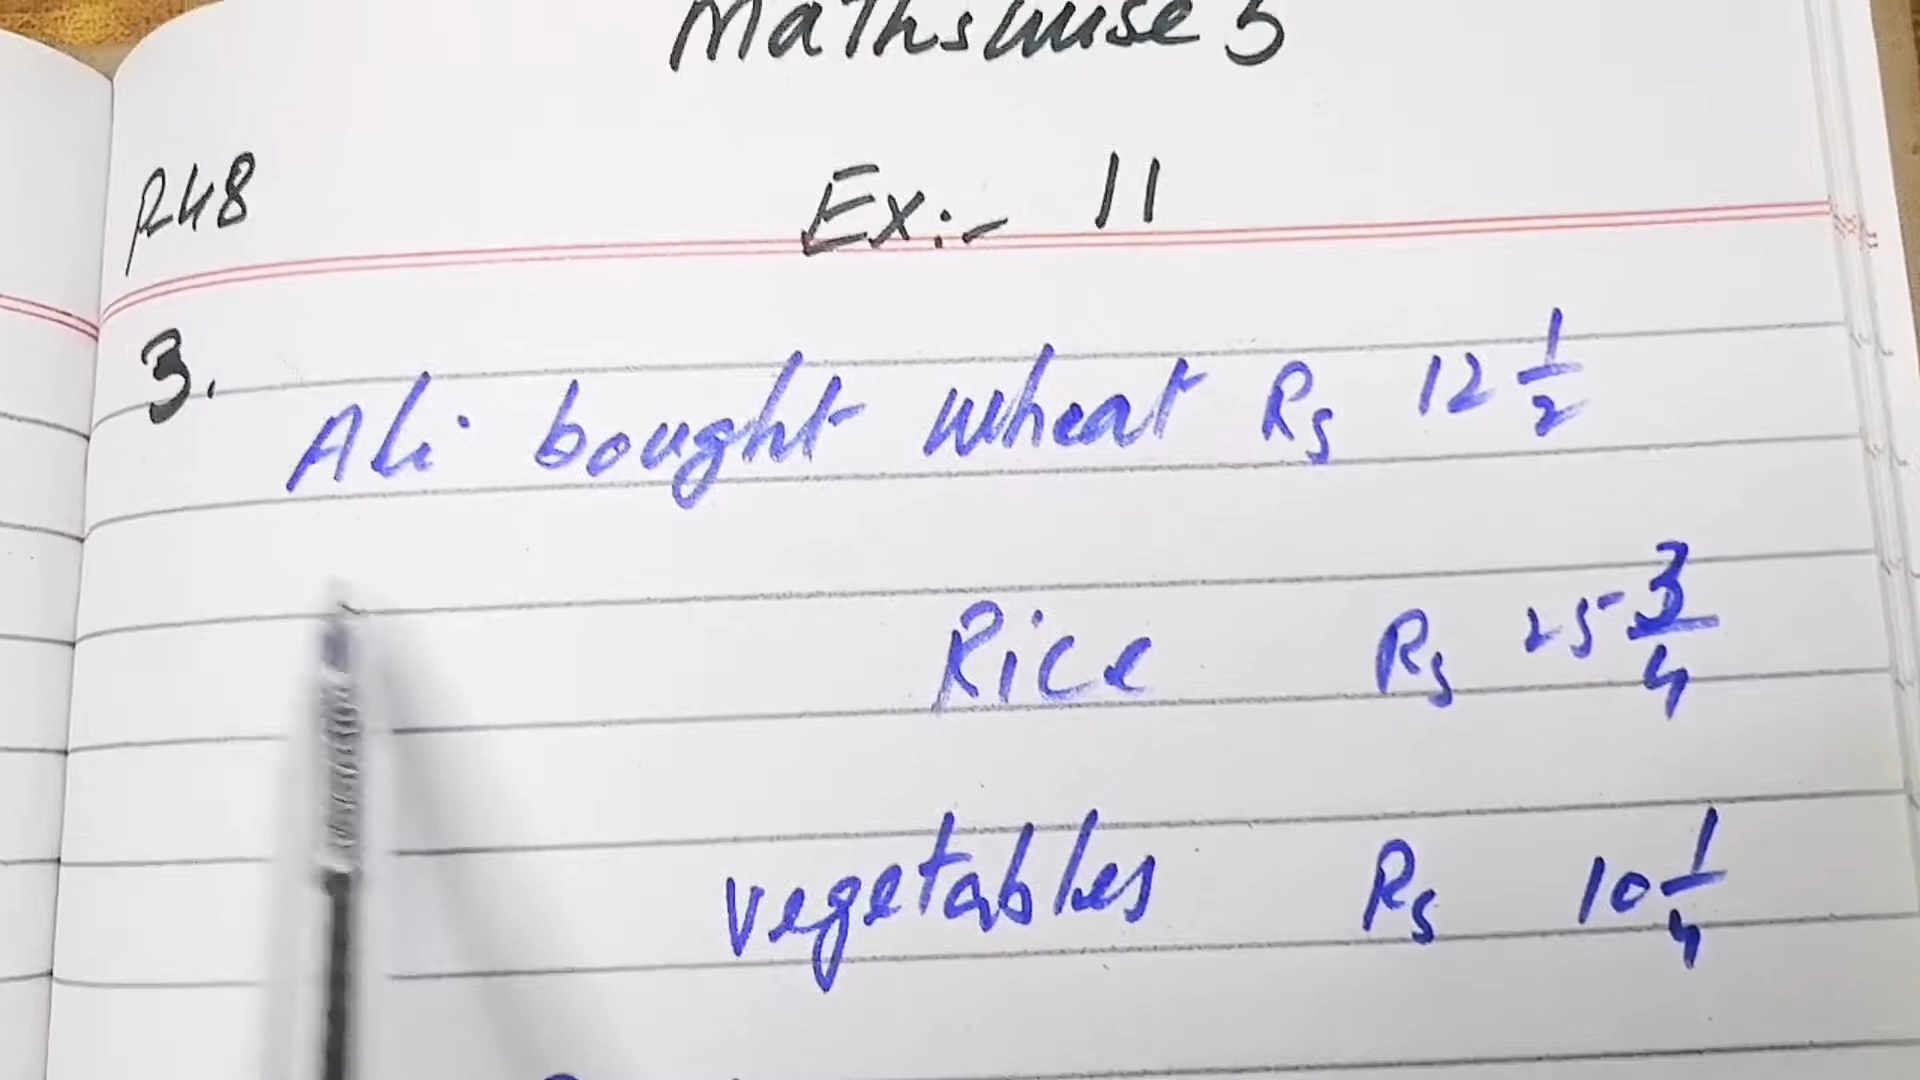 Mathswise 5
P48 Ex:- 11
3. Ali bought wheat Rs 12 1/2
Rice Rs 25 3/4
vegetables Rs 10 1/4